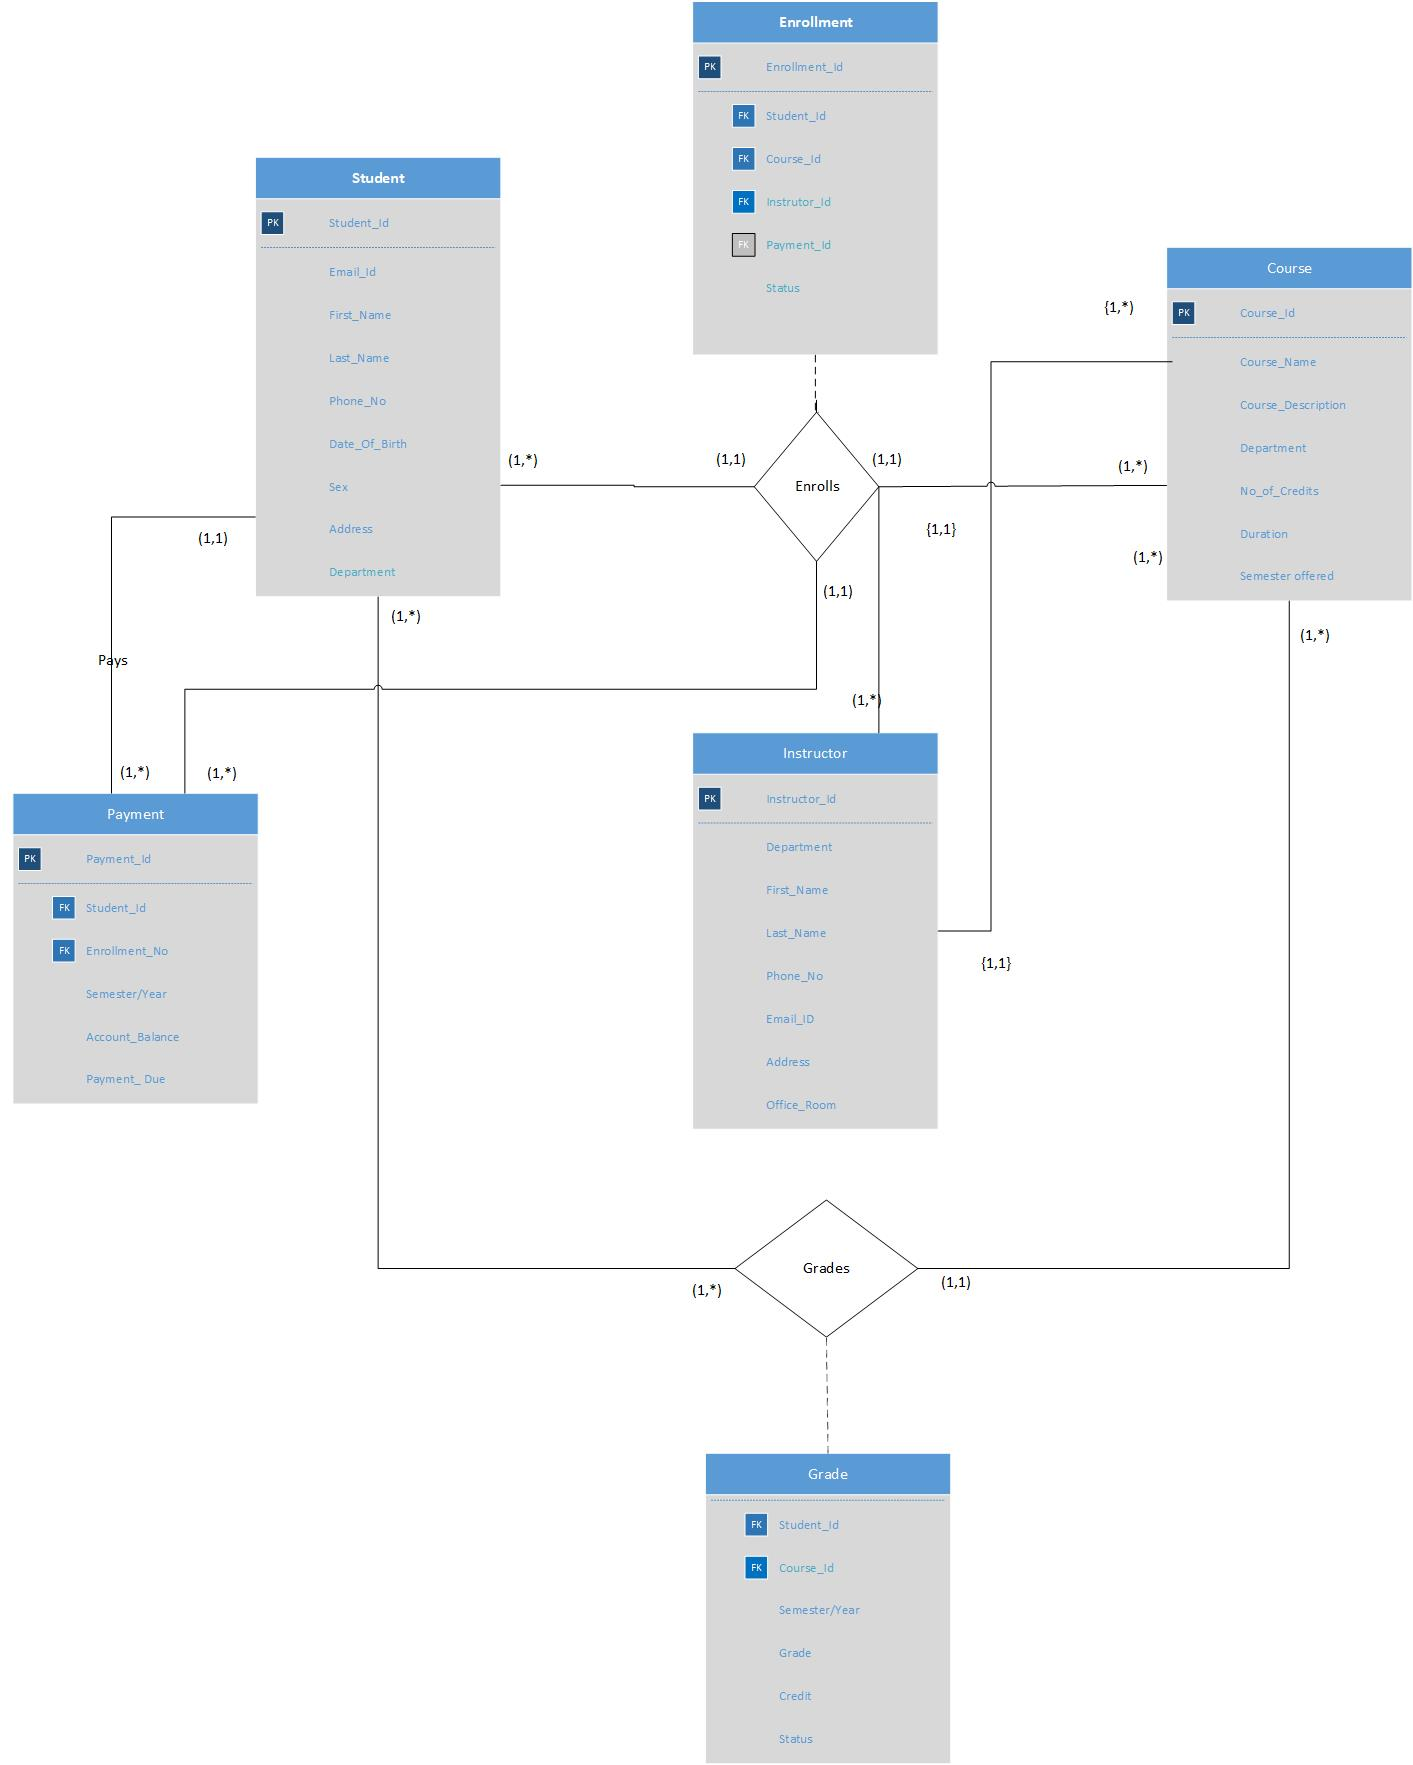 Enrollment
PK Enrollment_Id
FK Student_Id
FK Course_Id
FK Instrutor_Id
FK Payment_Id
Status
Student
PK Student_Id
Email_Id
First_Name
Last_Name
Phone_No
Date_Of_Birth
Sex
Address
Department
Course
PK Course_Id
Course_Name
Course_Description
Department
No_of_Credits
Duration
Semester offered
{1,*)
(1,*)
(1,1)
Enrolls
(1,1)
(1,*)
{1,1}
(1,*)
(1,1)
(1,1)
(1,*)
(1,*)
Pays
(1,*)
(1,*)
(1,*)
Payment
PK Payment_Id
FK Student_Id
FK Enrollment_No
Semester/Year
Account_Balance
Payment_ Due
Instructor
PK Instructor_Id
Department
First_Name
Last_Name
Phone_No
Email_ID
Address
Office_Room
{1,1}
Grades
(1,*)
(1,1)
Grade
FK Student_Id
FK Course_Id
Semester/Year
Grade
Credit
Status